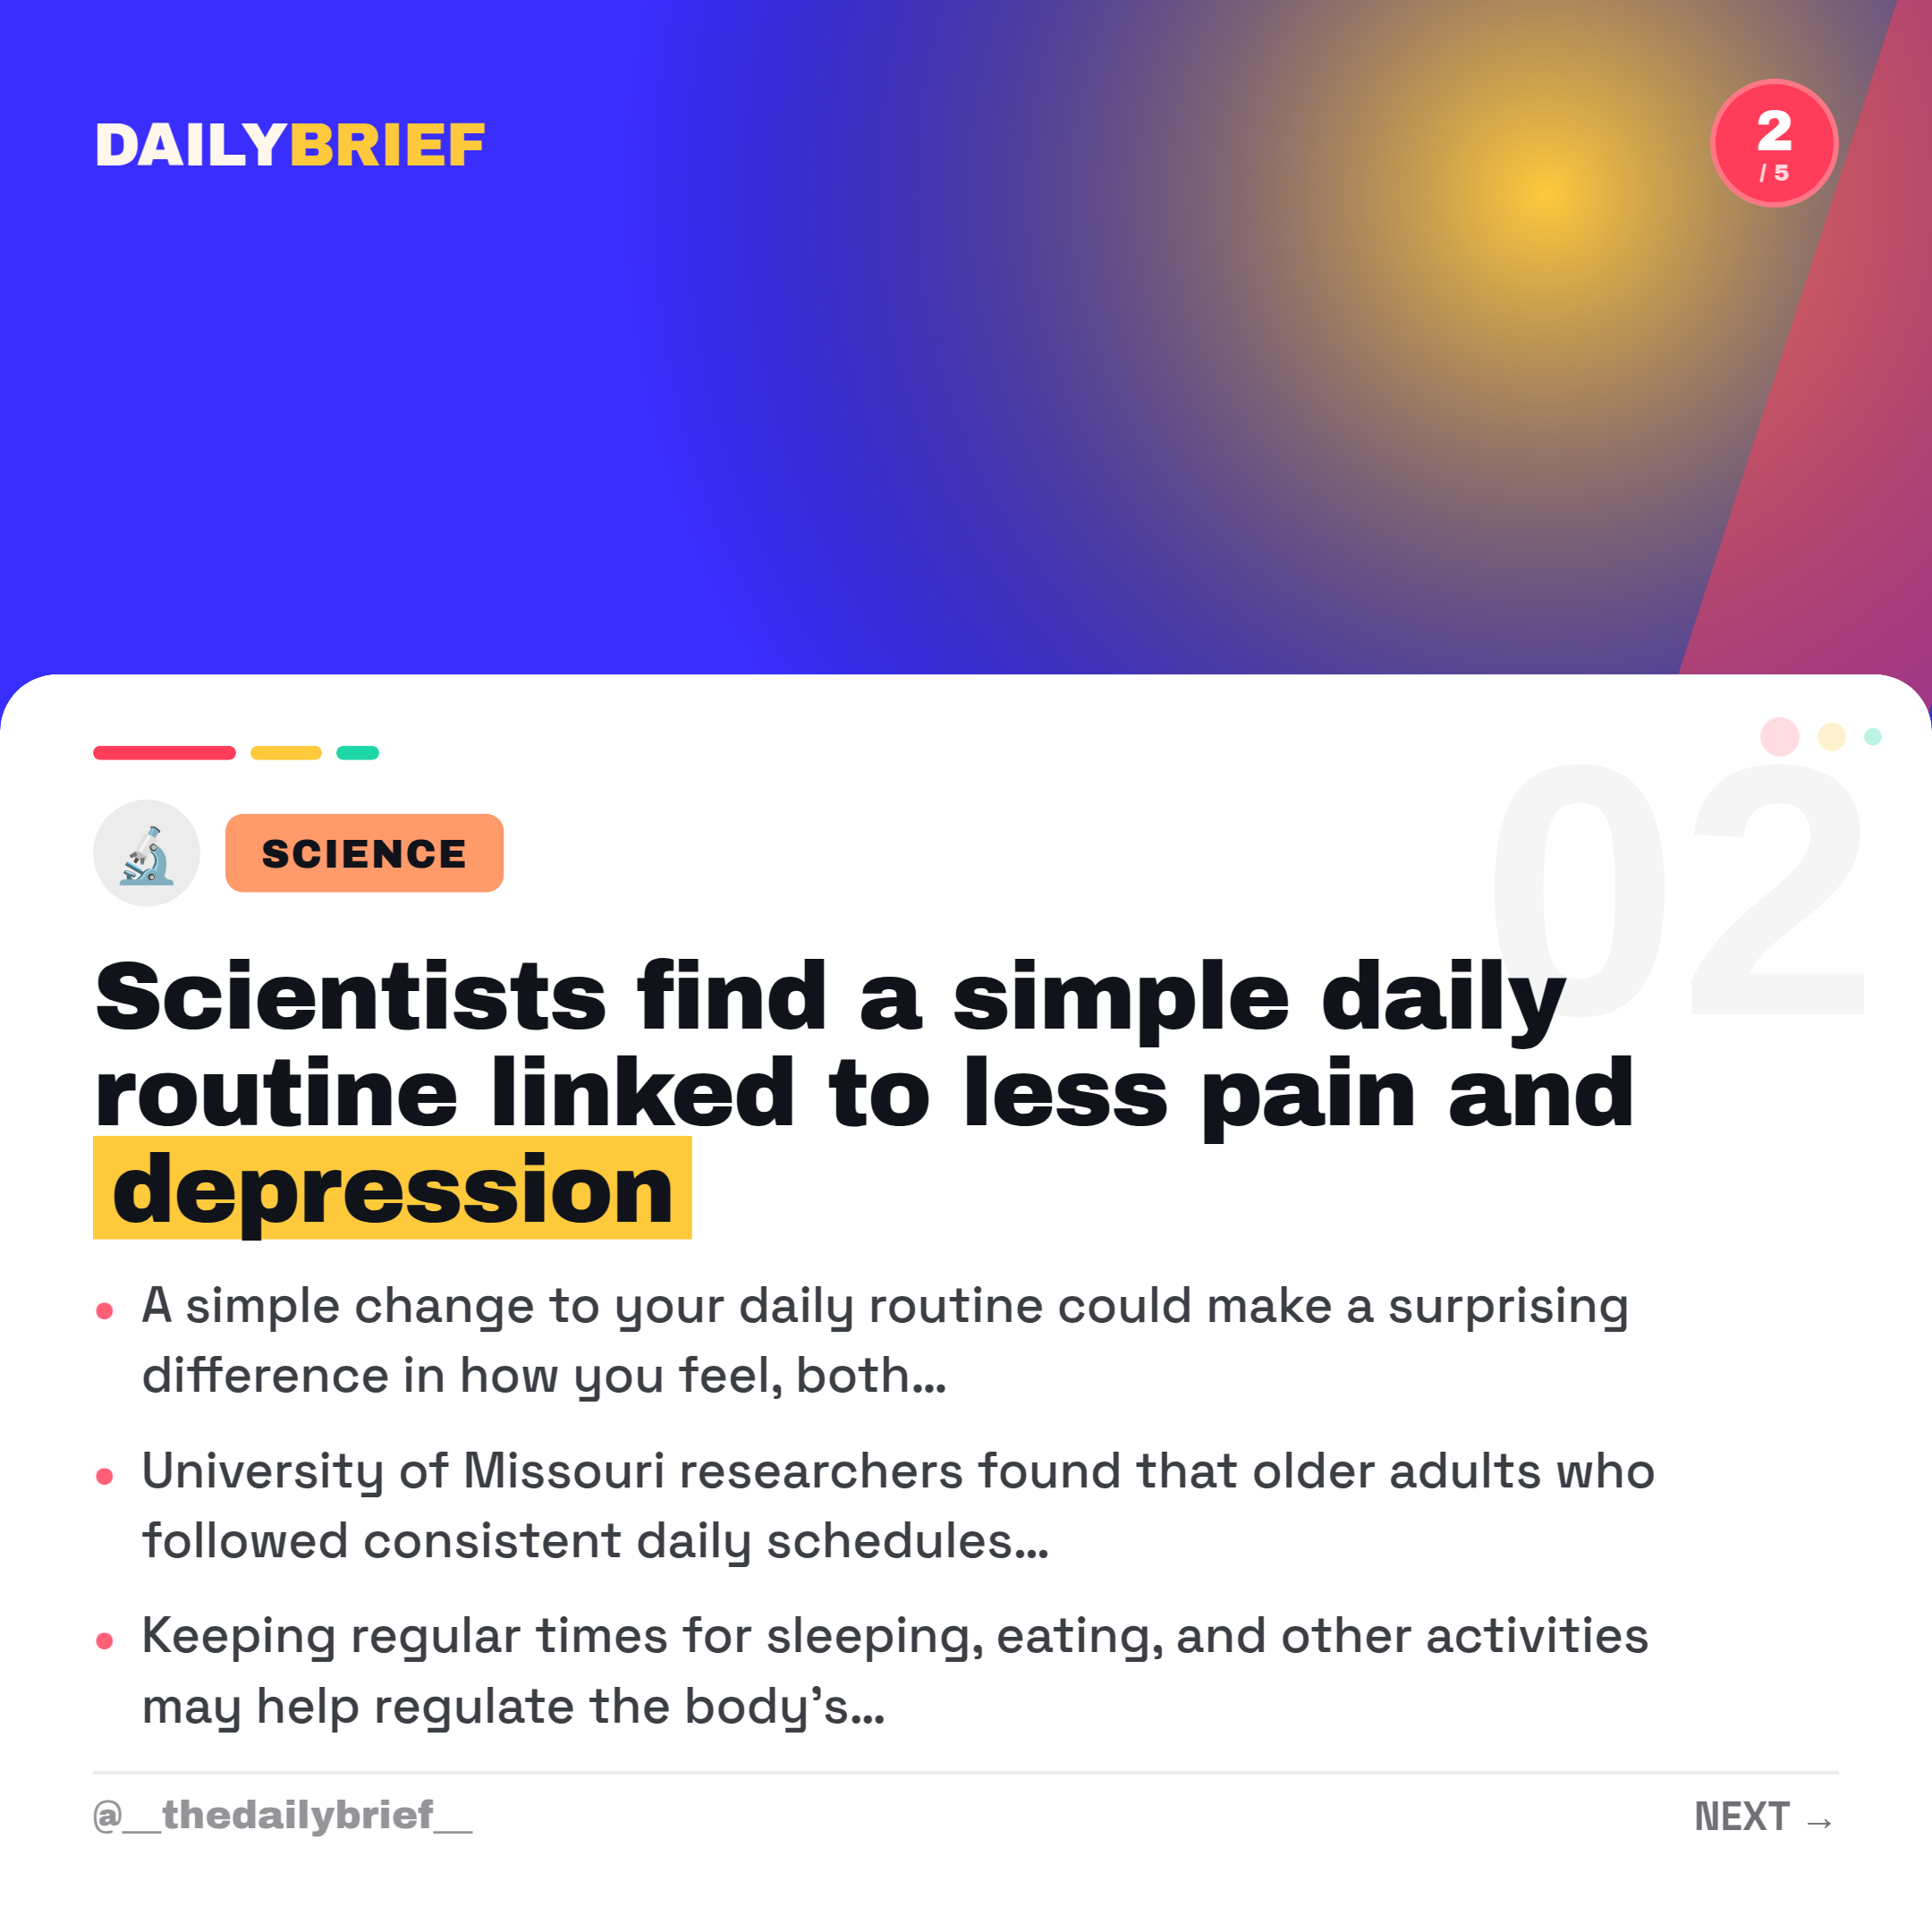 DAILYBRIEF
2
/ 5
02
SCIENCE
Scientists find a simple daily
routine linked to less pain and
depression
• A simple change to your daily routine could make a surprising
difference in how you feel, both…
• University of Missouri researchers found that older adults who
followed consistent daily schedules…
• Keeping regular times for sleeping, eating, and other activities
may help regulate the body’s…
@__thedailybrief__
NEXT →